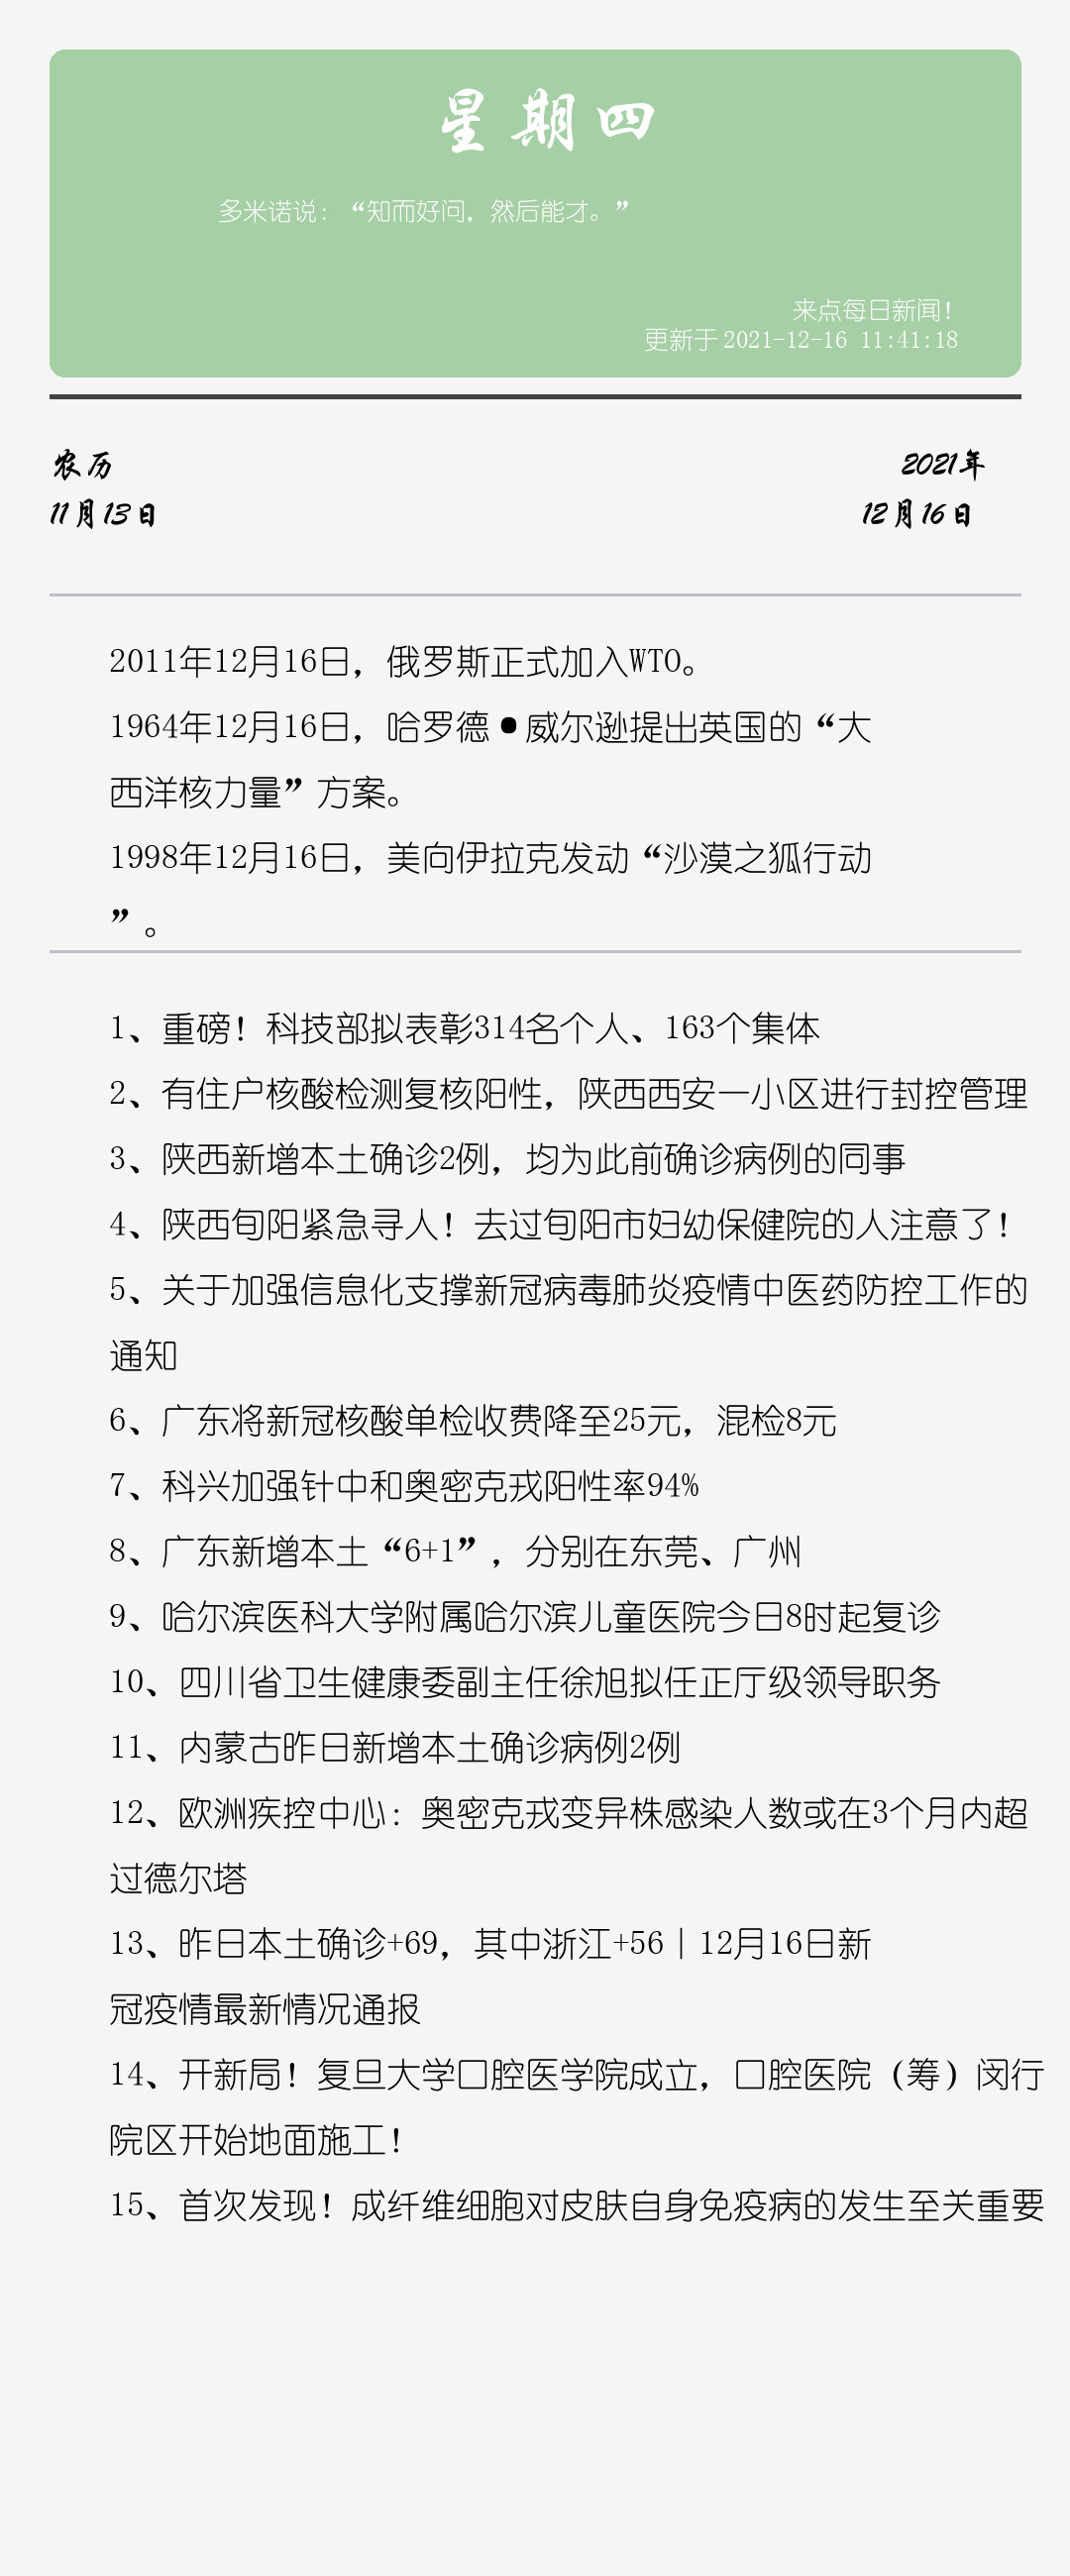 星期四
多米诺说：“知而好问，然后能才。”
来点每日新闻！
更新于 2021-12-16 11:41:18
农历
2021年
11月13日
12月16日
2011年12月16日，俄罗斯正式加入WTO。
1964年12月16日，哈罗德•威尔逊提出英国的“大
西洋核力量”方案。
1998年12月16日，美向伊拉克发动“沙漠之狐行动
”。
1、重磅！科技部拟表彰314名个人、163个集体
2、有住户核酸检测复核阳性，陕西西安一小区进行封控管理
3、陕西新增本土确诊2例，均为此前确诊病例的同事
4、陕西旬阳紧急寻人！去过旬阳市妇幼保健院的人注意了！
5、关于加强信息化支撑新冠病毒肺炎疫情中医药防控工作的
通知
6、广东将新冠核酸单检收费降至25元，混检8元
7、科兴加强针中和奥密克戎阳性率94%
8、广东新增本土“6+1”，分别在东莞、广州
9、哈尔滨医科大学附属哈尔滨儿童医院今日8时起复诊
10、四川省卫生健康委副主任徐旭拟任正厅级领导职务
11、内蒙古昨日新增本土确诊病例2例
12、欧洲疾控中心：奥密克戎变异株感染人数或在3个月内超
过德尔塔
13、昨日本土确诊+69，其中浙江+56｜12月16日新
冠疫情最新情况通报
14、开新局！复旦大学口腔医学院成立，口腔医院（筹）闵行
院区开始地面施工！
15、首次发现！成纤维细胞对皮肤自身免疫病的发生至关重要